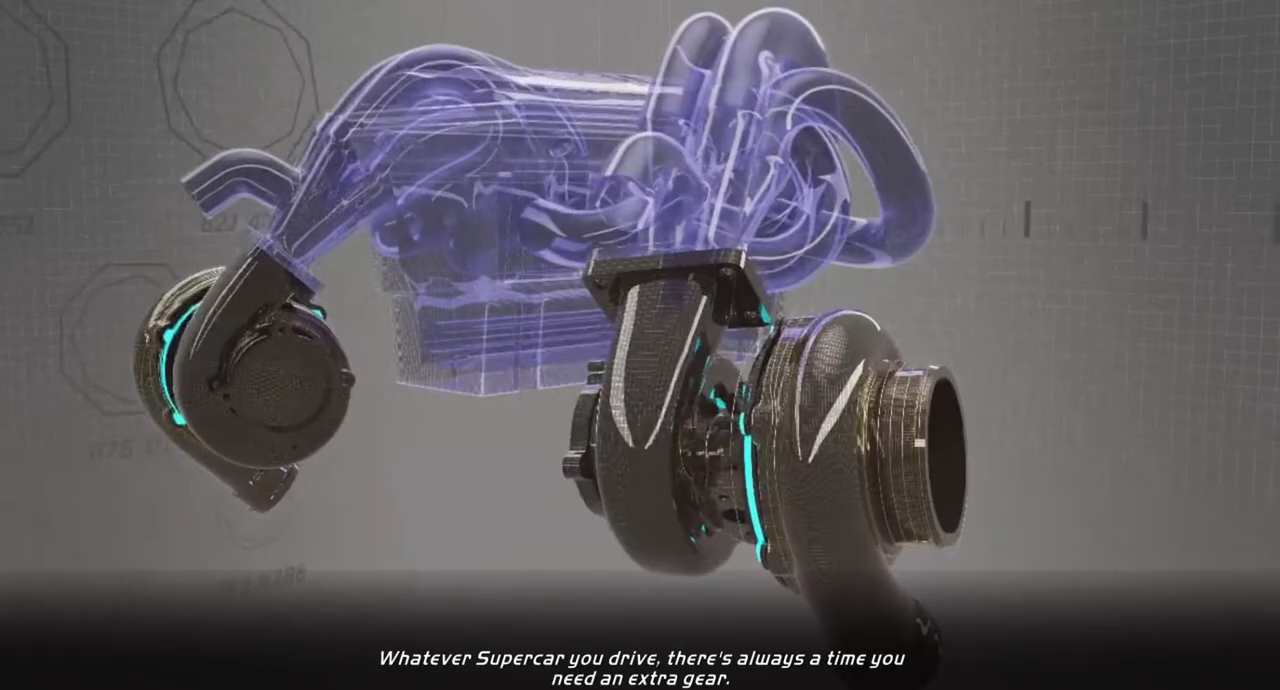 Whatever Supercar you drive, there's always a time you
need an extra gear.